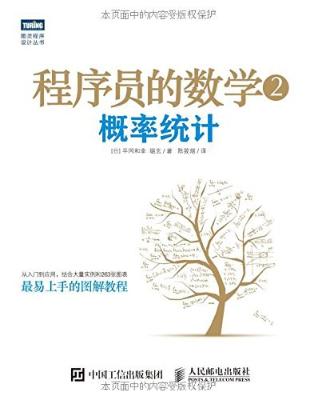 本页面中的内容受版权保护
TURING
图灵程序
设计丛书
程序员的数学2
概率统计
[日]平冈和幸 堀玄/著 陈筱烟/译
从入门到应用，结合大量实例和263张图表
最易上手的图解教程
中国工信出版集团
人民邮电出版社
POSTS & TELECOM PRESS
本页面中的内容受版权保护